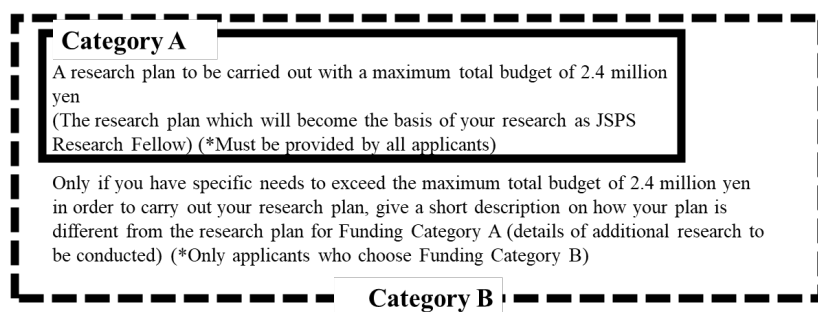 Category A
A research plan to be carried out with a maximum total budget of 2.4 million
yen
(The research plan which will become the basis of your research as JSPS
Research Fellow) (*Must be provided by all applicants)
Only if you have specific needs to exceed the maximum total budget of 2.4 million yen
in order to carry out your research plan, give a short description on how your plan is
different from the research plan for Funding Category A (details of additional research to
be conducted) (*Only applicants who choose Funding Category B)
Category B